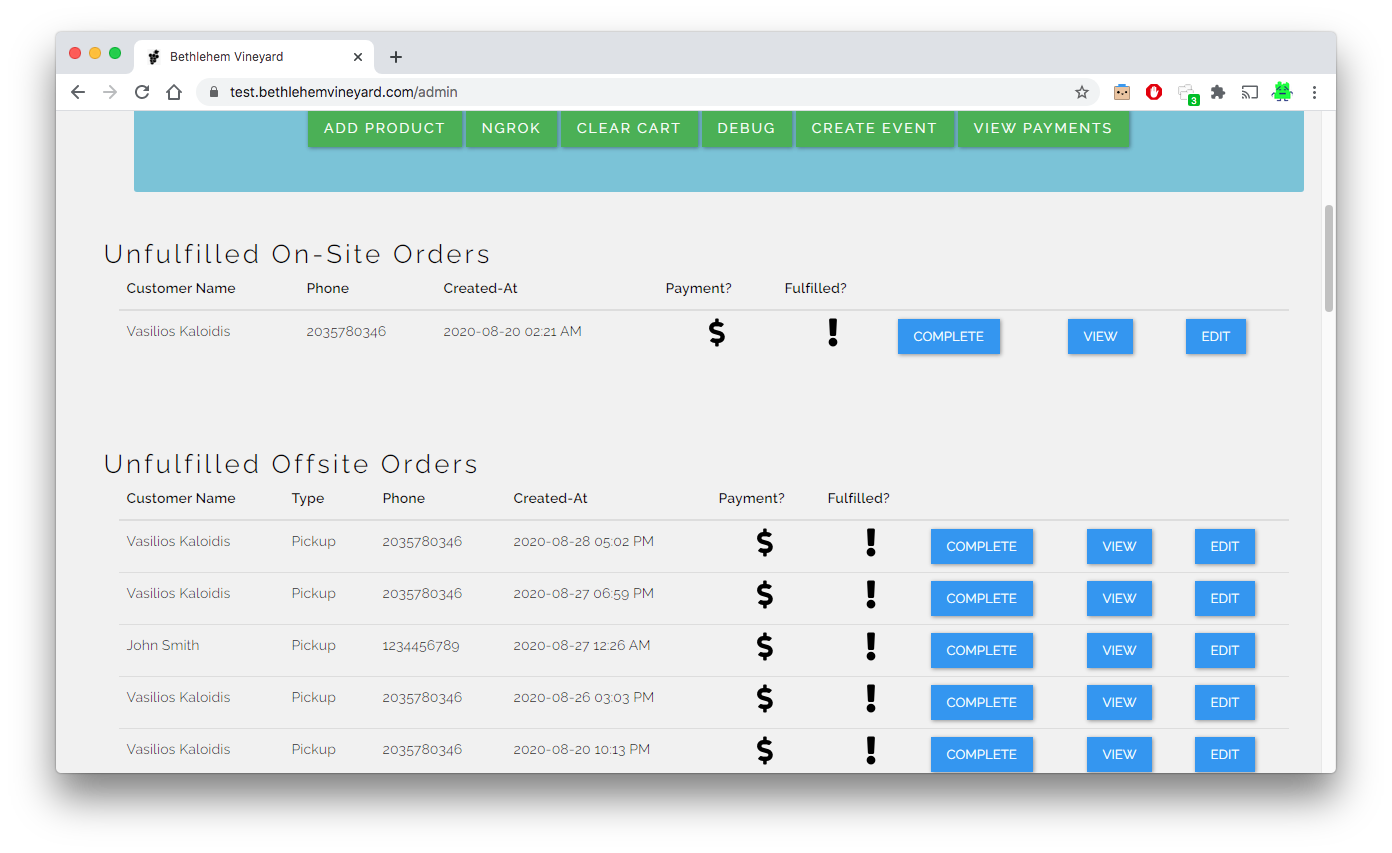 Bethlehem Vineyard
test.bethlehemvineyard.com/admin
3
ADD PRODUCT NGROK CLEAR CART DEBUG CREATE EVENT VIEW PAYMENTS
Unfulfilled On-Site Orders
Customer Name Phone Created-At Payment? Fulfilled?
Vasilios Kaloidis 2035780346 2020-08-20 02:21 AM $ ! COMPLETE VIEW EDIT
Unfulfilled Offsite Orders
Customer Name Type Phone Created-At Payment? Fulfilled?
Vasilios Kaloidis Pickup 2035780346 2020-08-28 05:02 PM $ ! COMPLETE VIEW EDIT
Vasilios Kaloidis Pickup 2035780346 2020-08-27 06:59 PM $ ! COMPLETE VIEW EDIT
John Smith Pickup 1234456789 2020-08-27 12:26 AM $ ! COMPLETE VIEW EDIT
Vasilios Kaloidis Pickup 2035780346 2020-08-26 03:03 PM $ ! COMPLETE VIEW EDIT
Vasilios Kaloidis Pickup 2035780346 2020-08-20 10:13 PM $ ! COMPLETE VIEW EDIT